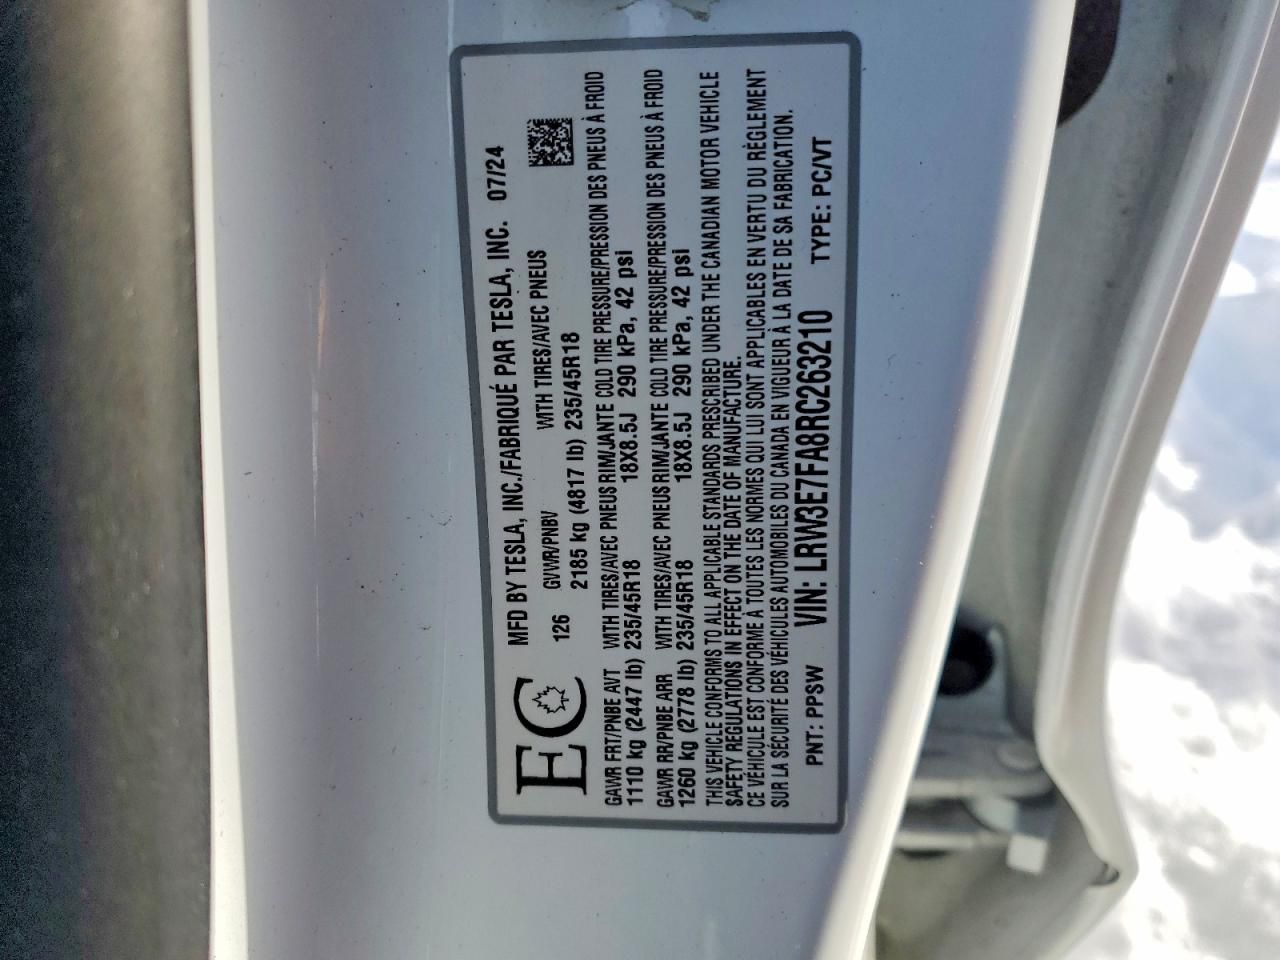 MFD BY TESLA, INC./FABRIQUÉ PAR TESLA, INC. 07/24
EC 126 GVWR/PNBV WITH TIRES/AVEC PNEUS
2185 kg (4817 lb) 235/45R18
GAWR FRT/PNBE AVT WITH TIRES/AVEC PNEUS RIM/JANTE COLD TIRE PRESSURE/PRESSION DES PNEUS À FROID
1110 kg (2447 lb) 235/45R18 18X8.5J 290 kPa, 42 psi
GAWR RR/PNBE ARR WITH TIRES/AVEC PNEUS RIM/JANTE COLD TIRE PRESSURE/PRESSION DES PNEUS À FROID
1260 kg (2778 lb) 235/45R18 18X8.5J 290 kPa, 42 psi
THIS VEHICLE CONFORMS TO ALL APPLICABLE STANDARDS PRESCRIBED UNDER THE CANADIAN MOTOR VEHICLE
SAFETY REGULATIONS IN EFFECT ON THE DATE OF MANUFACTURE.
CE VÉHICULE EST CONFORME À TOUTES LES NORMES QU LUI SONT APPLICABLES EN VERTU DU RÈGLEMENT
SUR LA SÉCURITÉ DES VÉHICULES AUTOMOBILES DU CANADA EN VIGUEUR À LA DATE DE SA FABRICATION.
PNT: PPSW VIN: LRW3E7FA8RC263210 TYPE: PC/VT